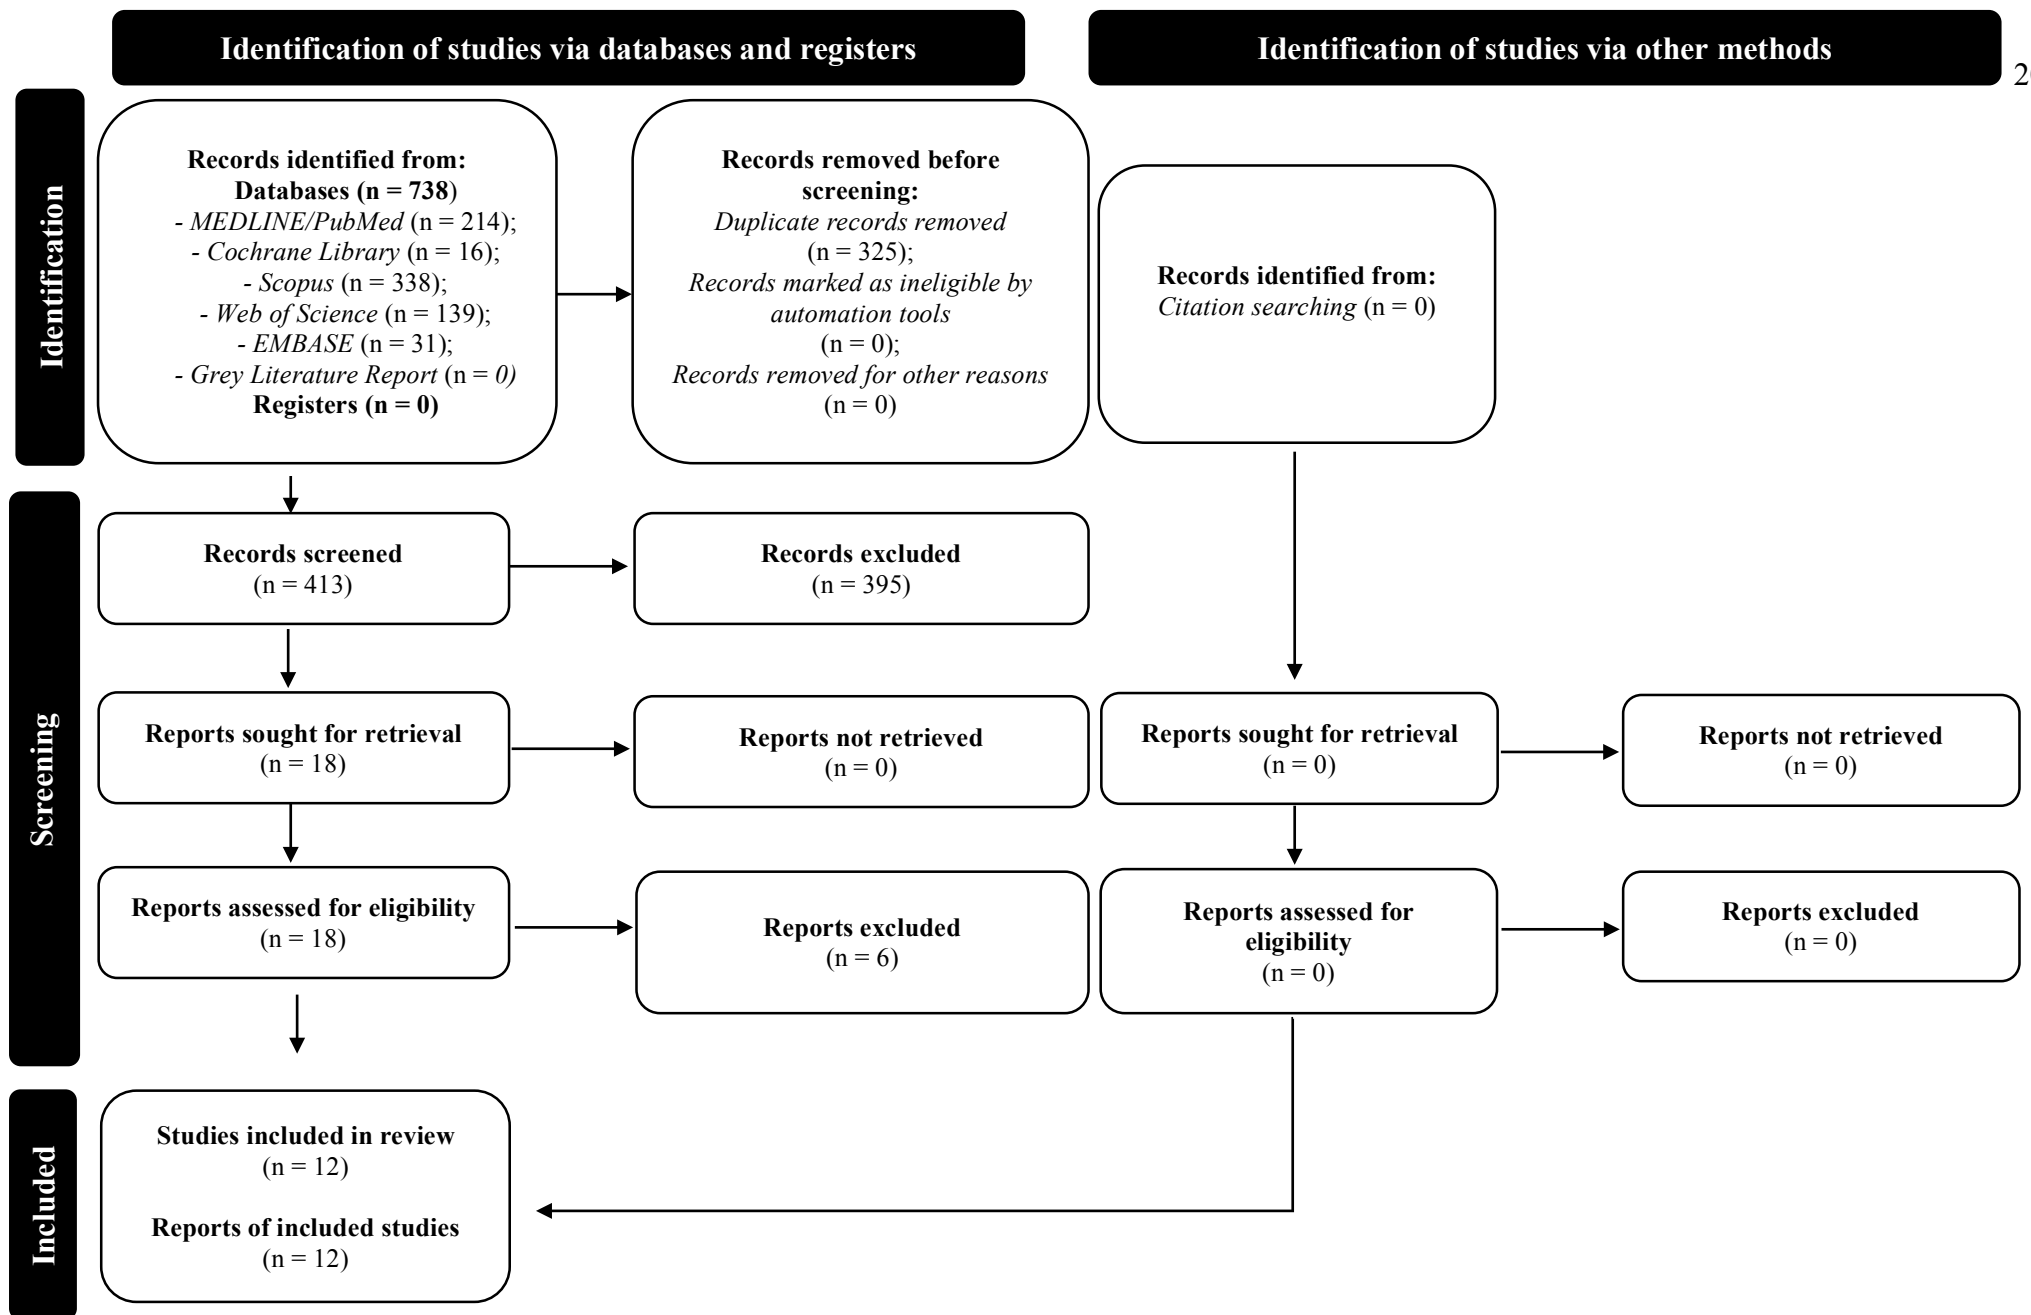 Identification of studies via databases and registers
Identification of studies via other methods
2
Identification
Records identified from:
Databases (n = 738)
- MEDLINE/PubMed (n = 214);
- Cochrane Library (n = 16);
- Scopus (n = 338);
- Web of Science (n = 139);
- EMBASE (n = 31);
- Grey Literature Report (n = 0)
Registers (n = 0)
Records removed before
screening:
Duplicate records removed
(n = 325);
Records marked as ineligible by
automation tools
(n = 0);
Records removed for other reasons
(n = 0)
Records identified from:
Citation searching (n = 0)
Screening
Records screened
(n = 413)
Records excluded
(n = 395)
Reports sought for retrieval
(n = 18)
Reports not retrieved
(n = 0)
Reports sought for retrieval
(n = 0)
Reports not retrieved
(n = 0)
Reports assessed for eligibility
(n = 18)
Reports excluded
(n = 6)
Reports assessed for
eligibility
(n = 0)
Reports excluded
(n = 0)
Included
Studies included in review
(n = 12)
Reports of included studies
(n = 12)